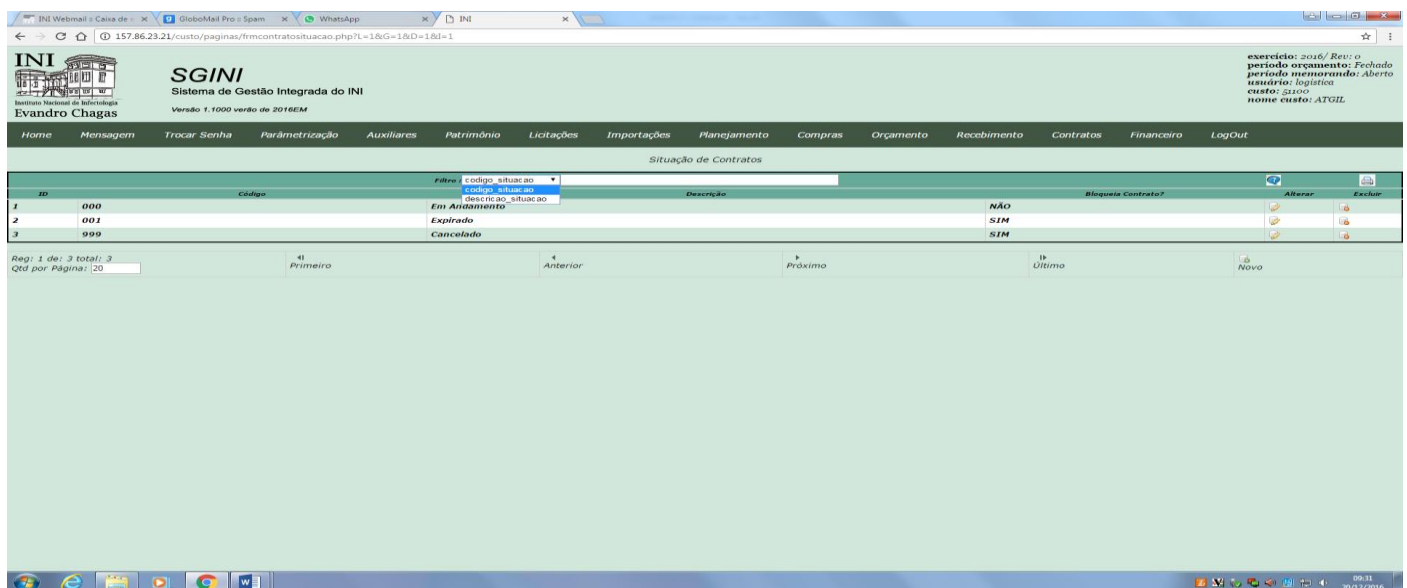 INI Webmail :: Caixa de
GloboMail Pro :: Spam
WhatsApp
INI
157.86.23.21/custo/paginas/frmcontratosituacao.php?L=1&G=1&D=1&I=1
INI
Instituto Nacional de Infectologia
Evandro Chagas
SGINI
Sistema de Gestão Integrada do INI
Versão 1.1000 verão de 2016EM
exercício: 2016/ Rev: 0
período orçamento: Fechado
período memorando: Aberto
usuário: logistica
custo: 51100
nome custo: ATGIL.
Home Mensagem Trocar Senha Parâmetrização Auxiliares Patrimônio Licitações Importações Planejamento Compras Orçamento Recebimento Contratos Financeiro LogOut
Situação de Contratos
Filtro : codigo_situacao
codigo_situacao
descricao_situacao
ID Código Descrição Bloqueia Contrato? Alterar Excluir
1 000 Em Andamento NÃO
2 001 Expirado SIM
3 999 Cancelado SIM
Reg: 1 de: 3 total: 3
Qtd por Página: 20
Primeiro Anterior Próximo Último Novo
09:31
20/12/2016